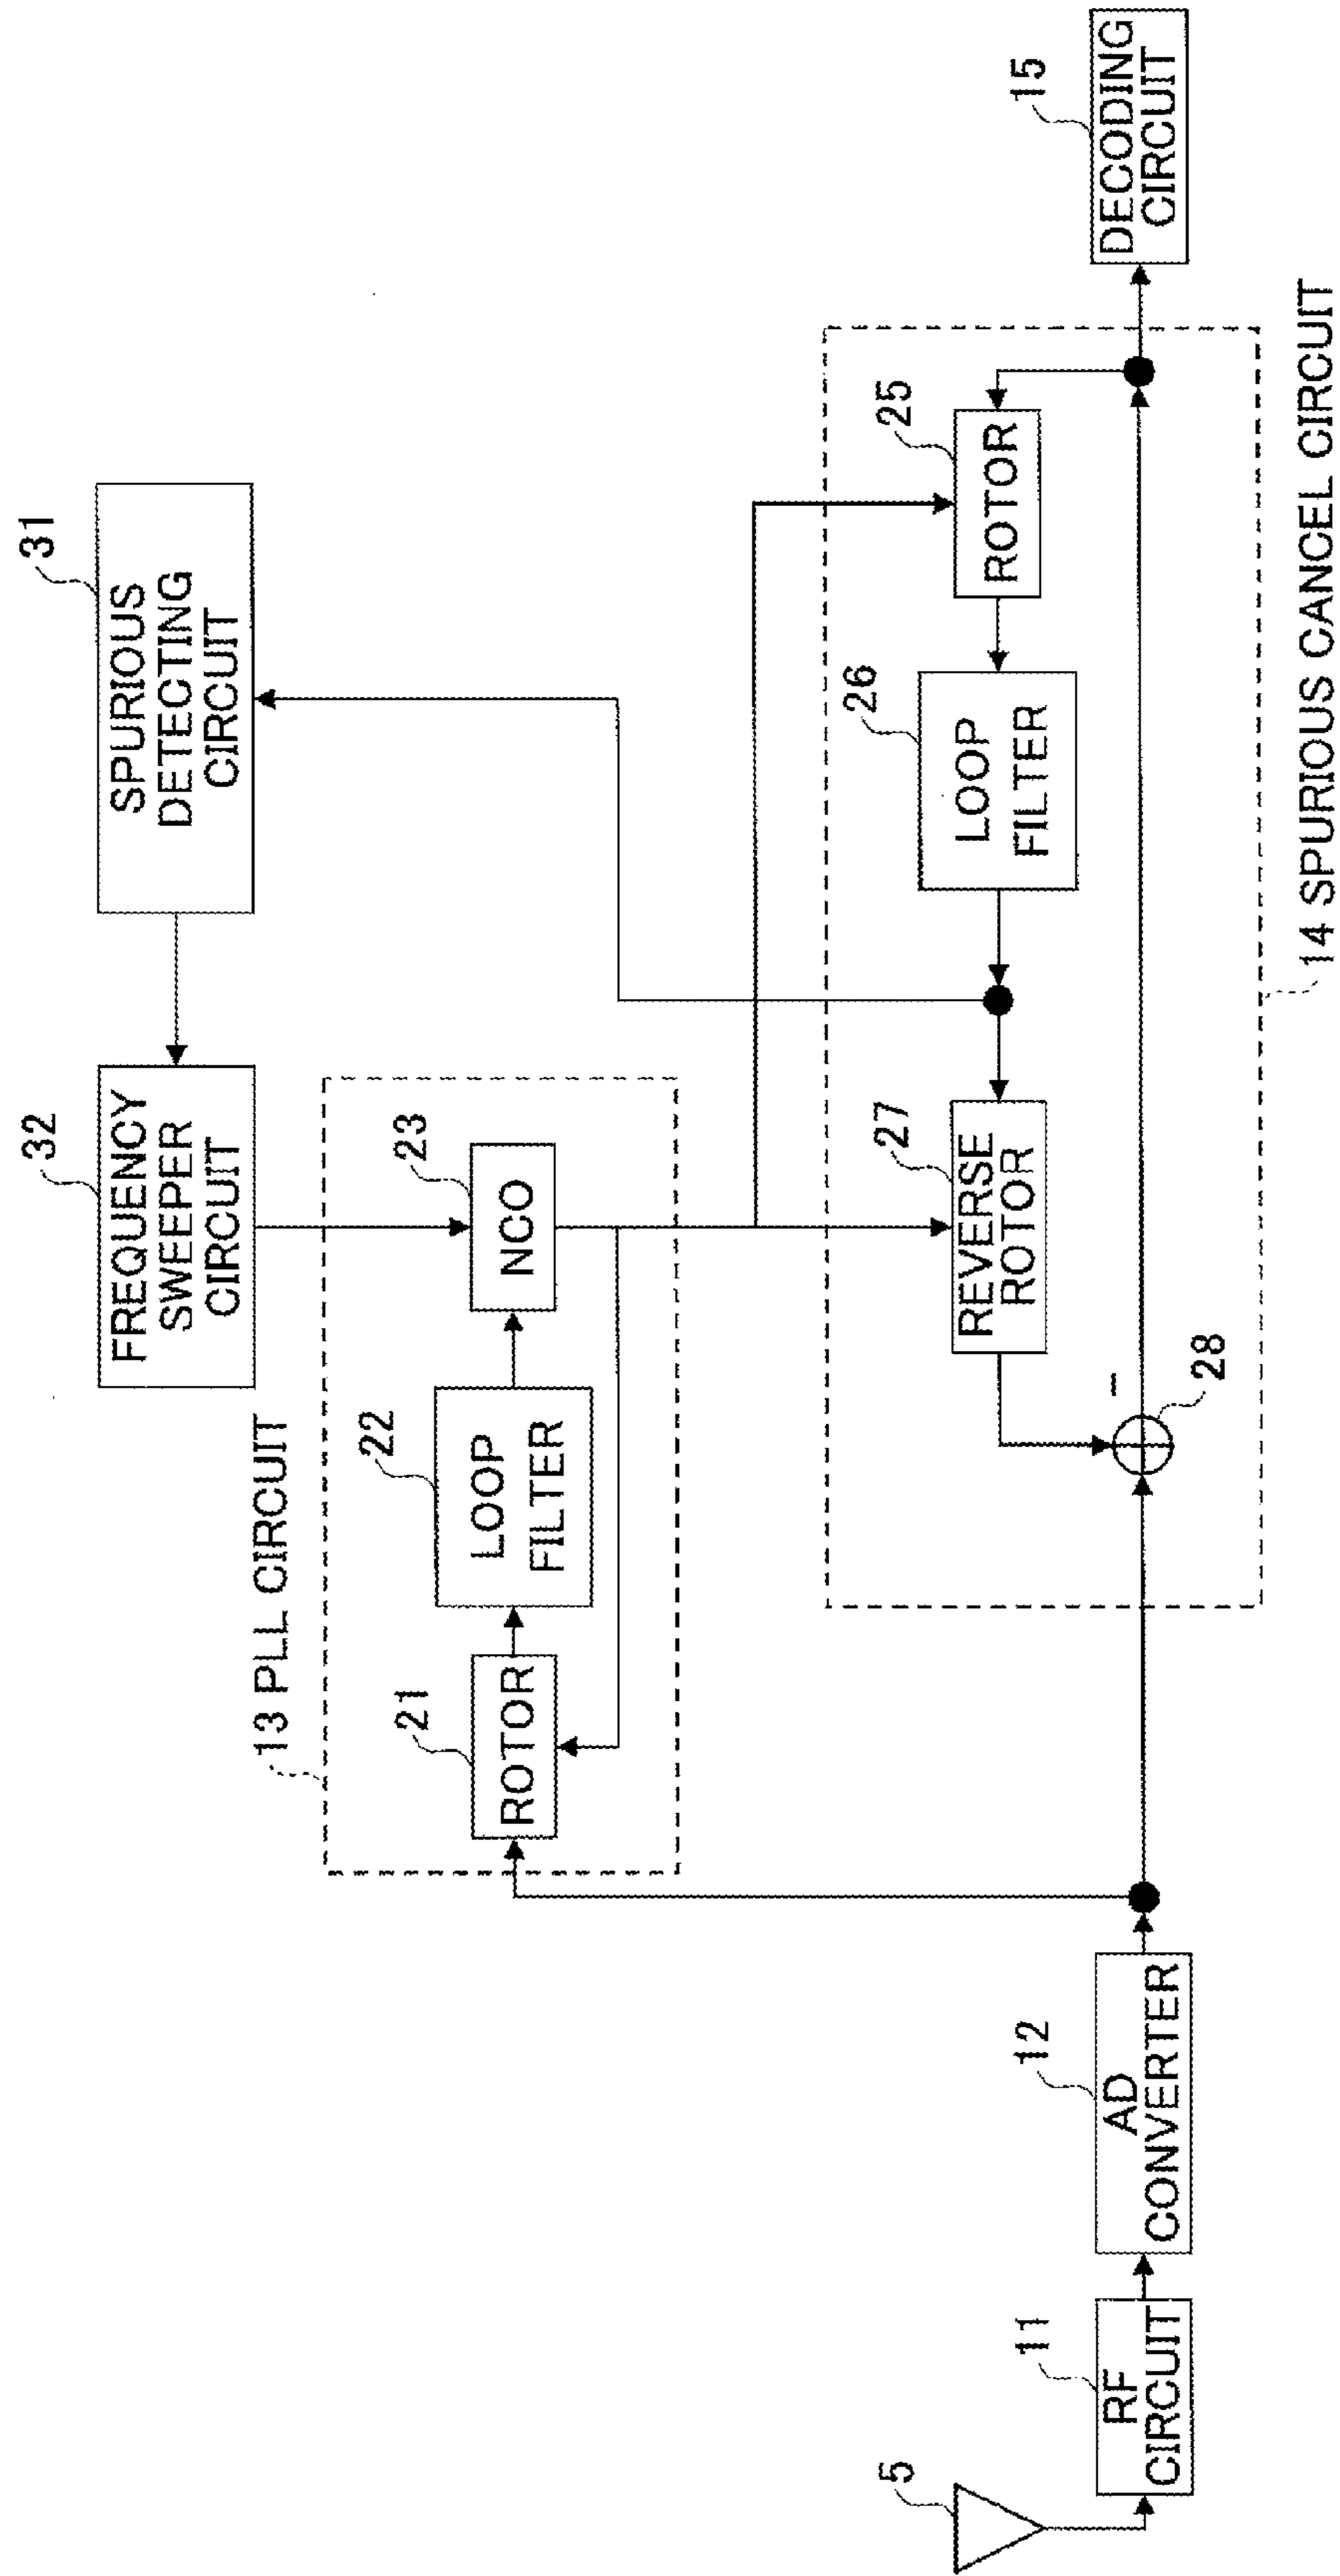 31
SPURIOUS
DETECTING
CIRCUIT
32
FREQUENCY
SWEEPER
CIRCUIT
13 PLL CIRCUIT
21
ROTOR
22
LOOP
FILTER
23
NCO
25
ROTOR
26
LOOP
FILTER
27
REVERSE
ROTOR
−
28
14 SPURIOUS CANCEL CIRCUIT
15
DECODING
CIRCUIT
5
11
RF
CIRCUIT
12
AD
CONVERTER